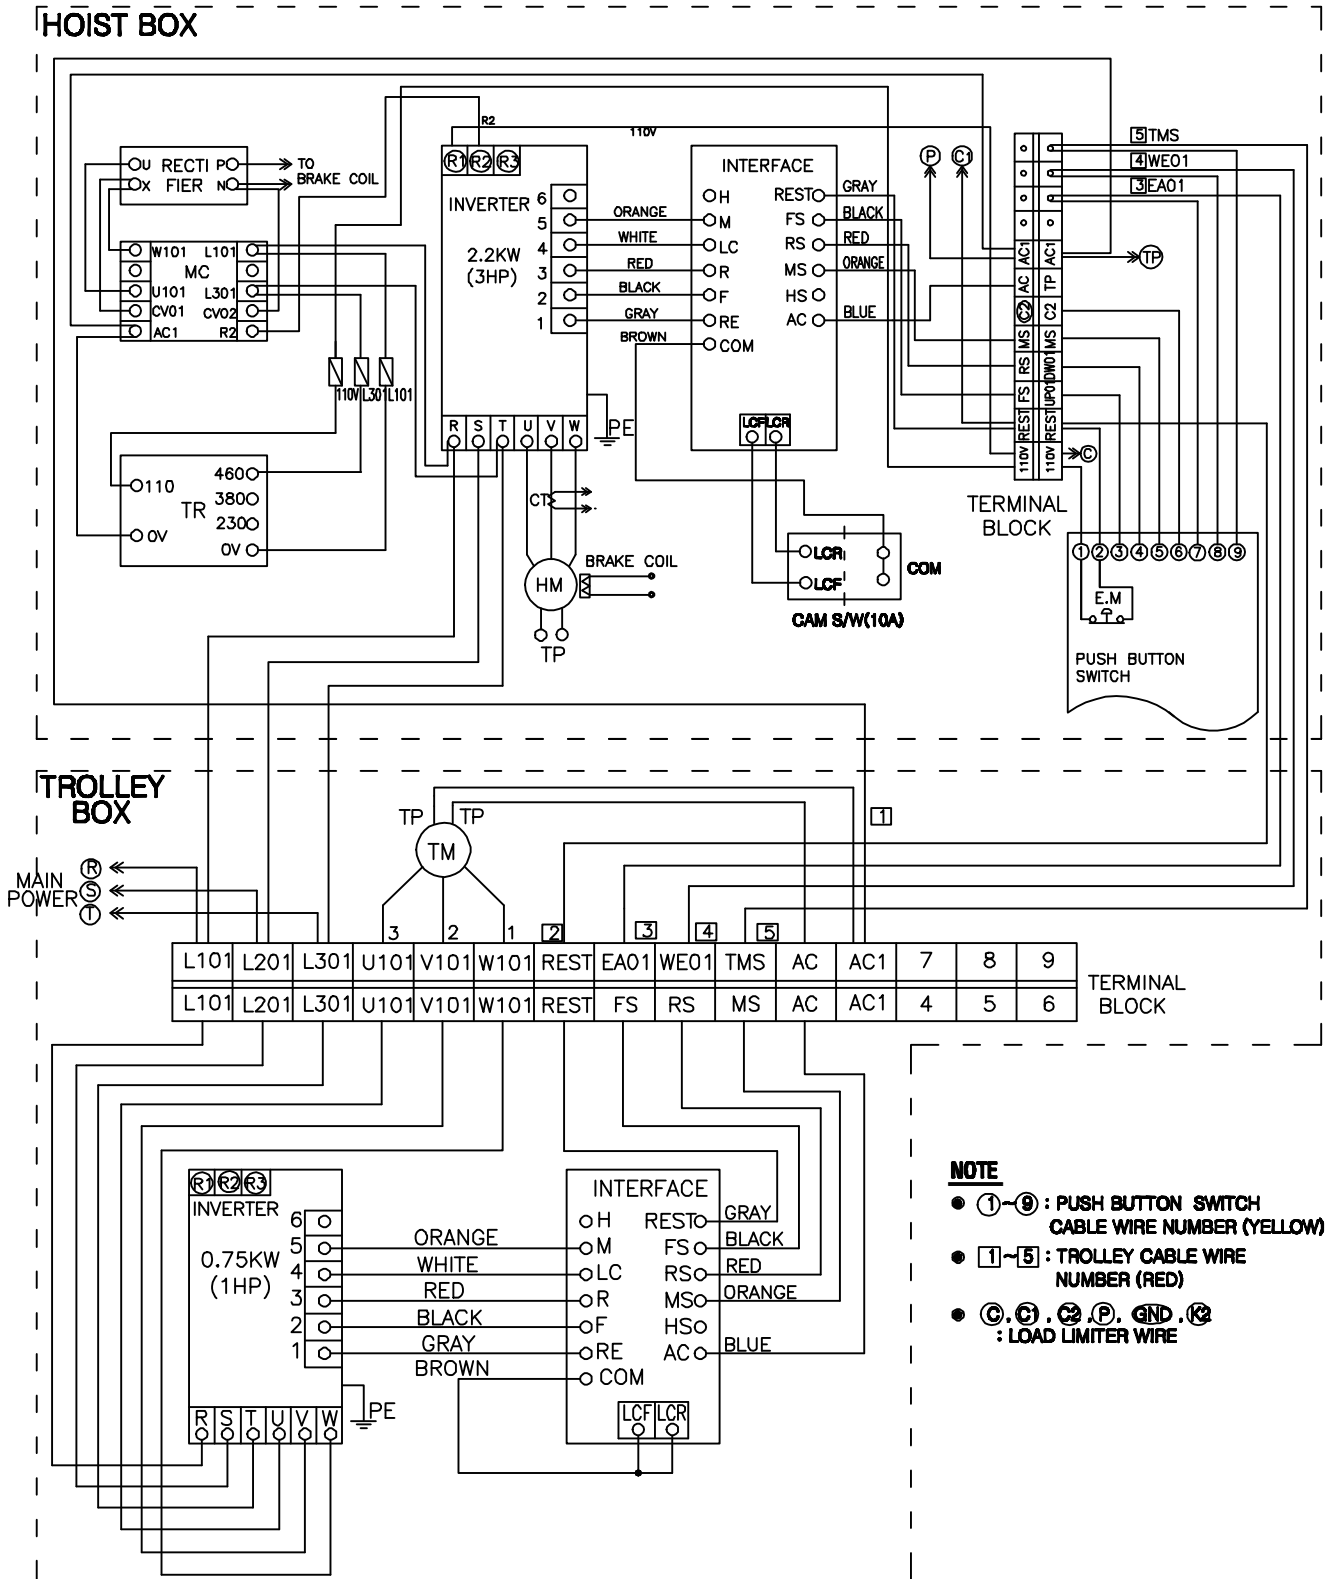 HOIST BOX
R2
110V
5 TMS
4 WE01
3 EA01
U RECTI P
X FIER N
TO
BRAKE COIL
R1 R2 R3
INVERTER
2.2KW
(3HP)
6
5
4
3
2
1
ORANGE
WHITE
RED
BLACK
GRAY
BROWN
INTERFACE
H
M
LC
R
F
RE
COM
REST
FS
RS
MS
HS
AC
GRAY
BLACK
RED
ORANGE
BLUE
LCF LCR
P
C1
AC1 AC1
AC TP
C2 C2
MS MS
RS DW01
FS UP01
REST REST
110V 110V
TP
C
TERMINAL
BLOCK
W101 L101
MC
U101 L301
CV01 CV02
AC1 R2
110V L301 L101
R S T U V W
PE
110
TR
0V
460
380
230
0V
CT
HM
BRAKE COIL
TP
LCR
LCF
COM
CAM S/W(10A)
1 2 3 4 5 6 7 8 9
E.M
PUSH BUTTON
SWITCH
TROLLEY
BOX
TP TP
TM
1
MAIN
POWER
R
S
T
3 2 1 2 3 4 5
L101 L201 L301 U101 V101 W101 REST EA01 WE01 TMS AC AC1 7 8 9
L101 L201 L301 U101 V101 W101 REST FS RS MS AC AC1 4 5 6
TERMINAL
BLOCK
R1 R2 R3
INVERTER
0.75KW
(1HP)
6
5
4
3
2
1
ORANGE
WHITE
RED
BLACK
GRAY
BROWN
INTERFACE
H
M
LC
R
F
RE
COM
REST
FS
RS
MS
HS
AC
GRAY
BLACK
RED
ORANGE
BLUE
LCF LCR
R S T U V W
PE
NOTE
● 1~9 : PUSH BUTTON SWITCH
CABLE WIRE NUMBER (YELLOW)
● 1~5 : TROLLEY CABLE WIRE
NUMBER (RED)
● C, C1, C2, P, GND, K2
: LOAD LIMITER WIRE